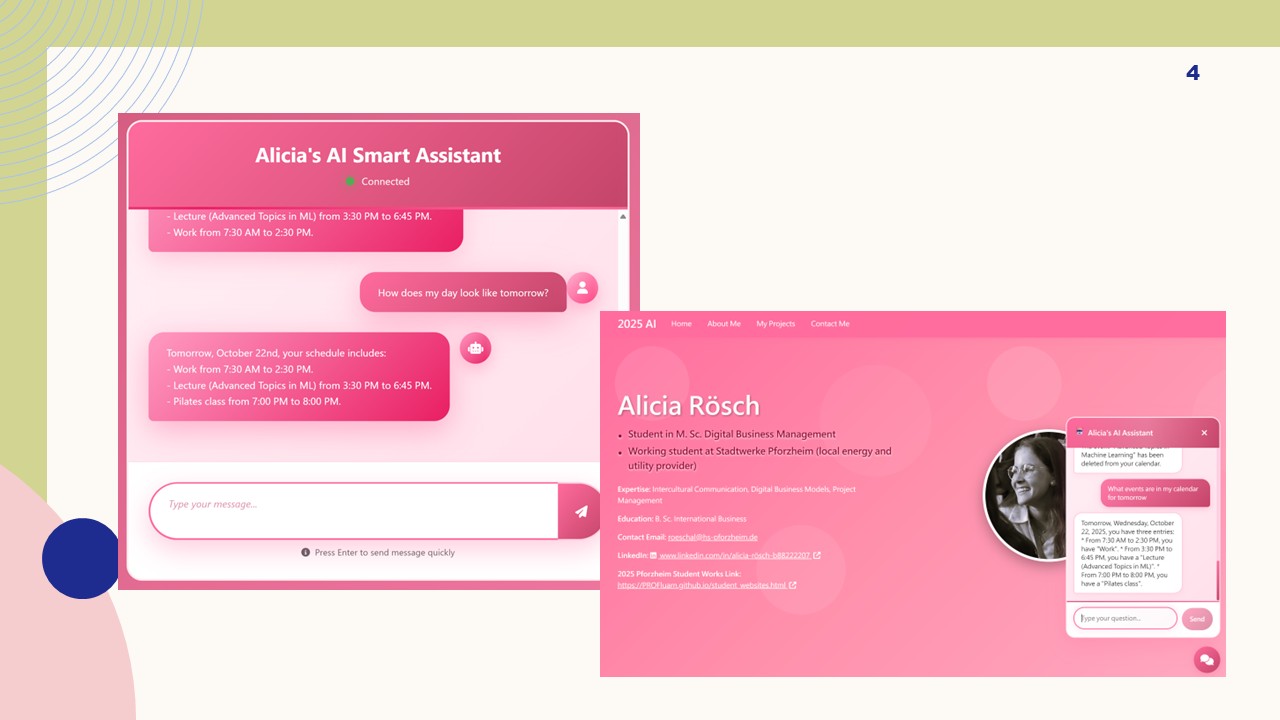 4
Alicia's AI Smart Assistant
Connected
- Lecture (Advanced Topics in ML) from 3:30 PM to 6:45 PM.
- Work from 7:30 AM to 2:30 PM.
How does my day look like tomorrow?
Tomorrow, October 22nd, your schedule includes:
- Work from 7:30 AM to 2:30 PM.
- Lecture (Advanced Topics in ML) from 3:30 PM to 6:45 PM.
- Pilates class from 7:00 PM to 8:00 PM.
Type your message...
Press Enter to send message quickly
2025 AI Home About Me My Projects Contact Me
Alicia Rösch
• Student in M. Sc. Digital Business Management
• Working student at Stadtwerke Pforzheim (local energy and
utility provider)
Expertise: Intercultural Communication, Digital Business Models, Project
Management
Education: B. Sc. International Business
Contact Email: roeschal@hs-pforzheim.de
LinkedIn: www.linkedin.com/in/alicia-rösch-b88222207
2025 Pforzheim Student Works Link:
https://PROFluam.github.io/student_websites.html
Alicia's AI Assistant ×
Machine Learning" has been
deleted from your calendar.
What events are in my calendar
for tomorrow
Tomorrow, Wednesday, October
22, 2025, you have three entries:
* From 7:30 AM to 2:30 PM, you
have "Work". * From 3:30 PM to
6:45 PM, you have a "Lecture
(Advanced Topics in ML)". *
From 7:00 PM to 8:00 PM, you
have a "Pilates class".
Type your question...
Send